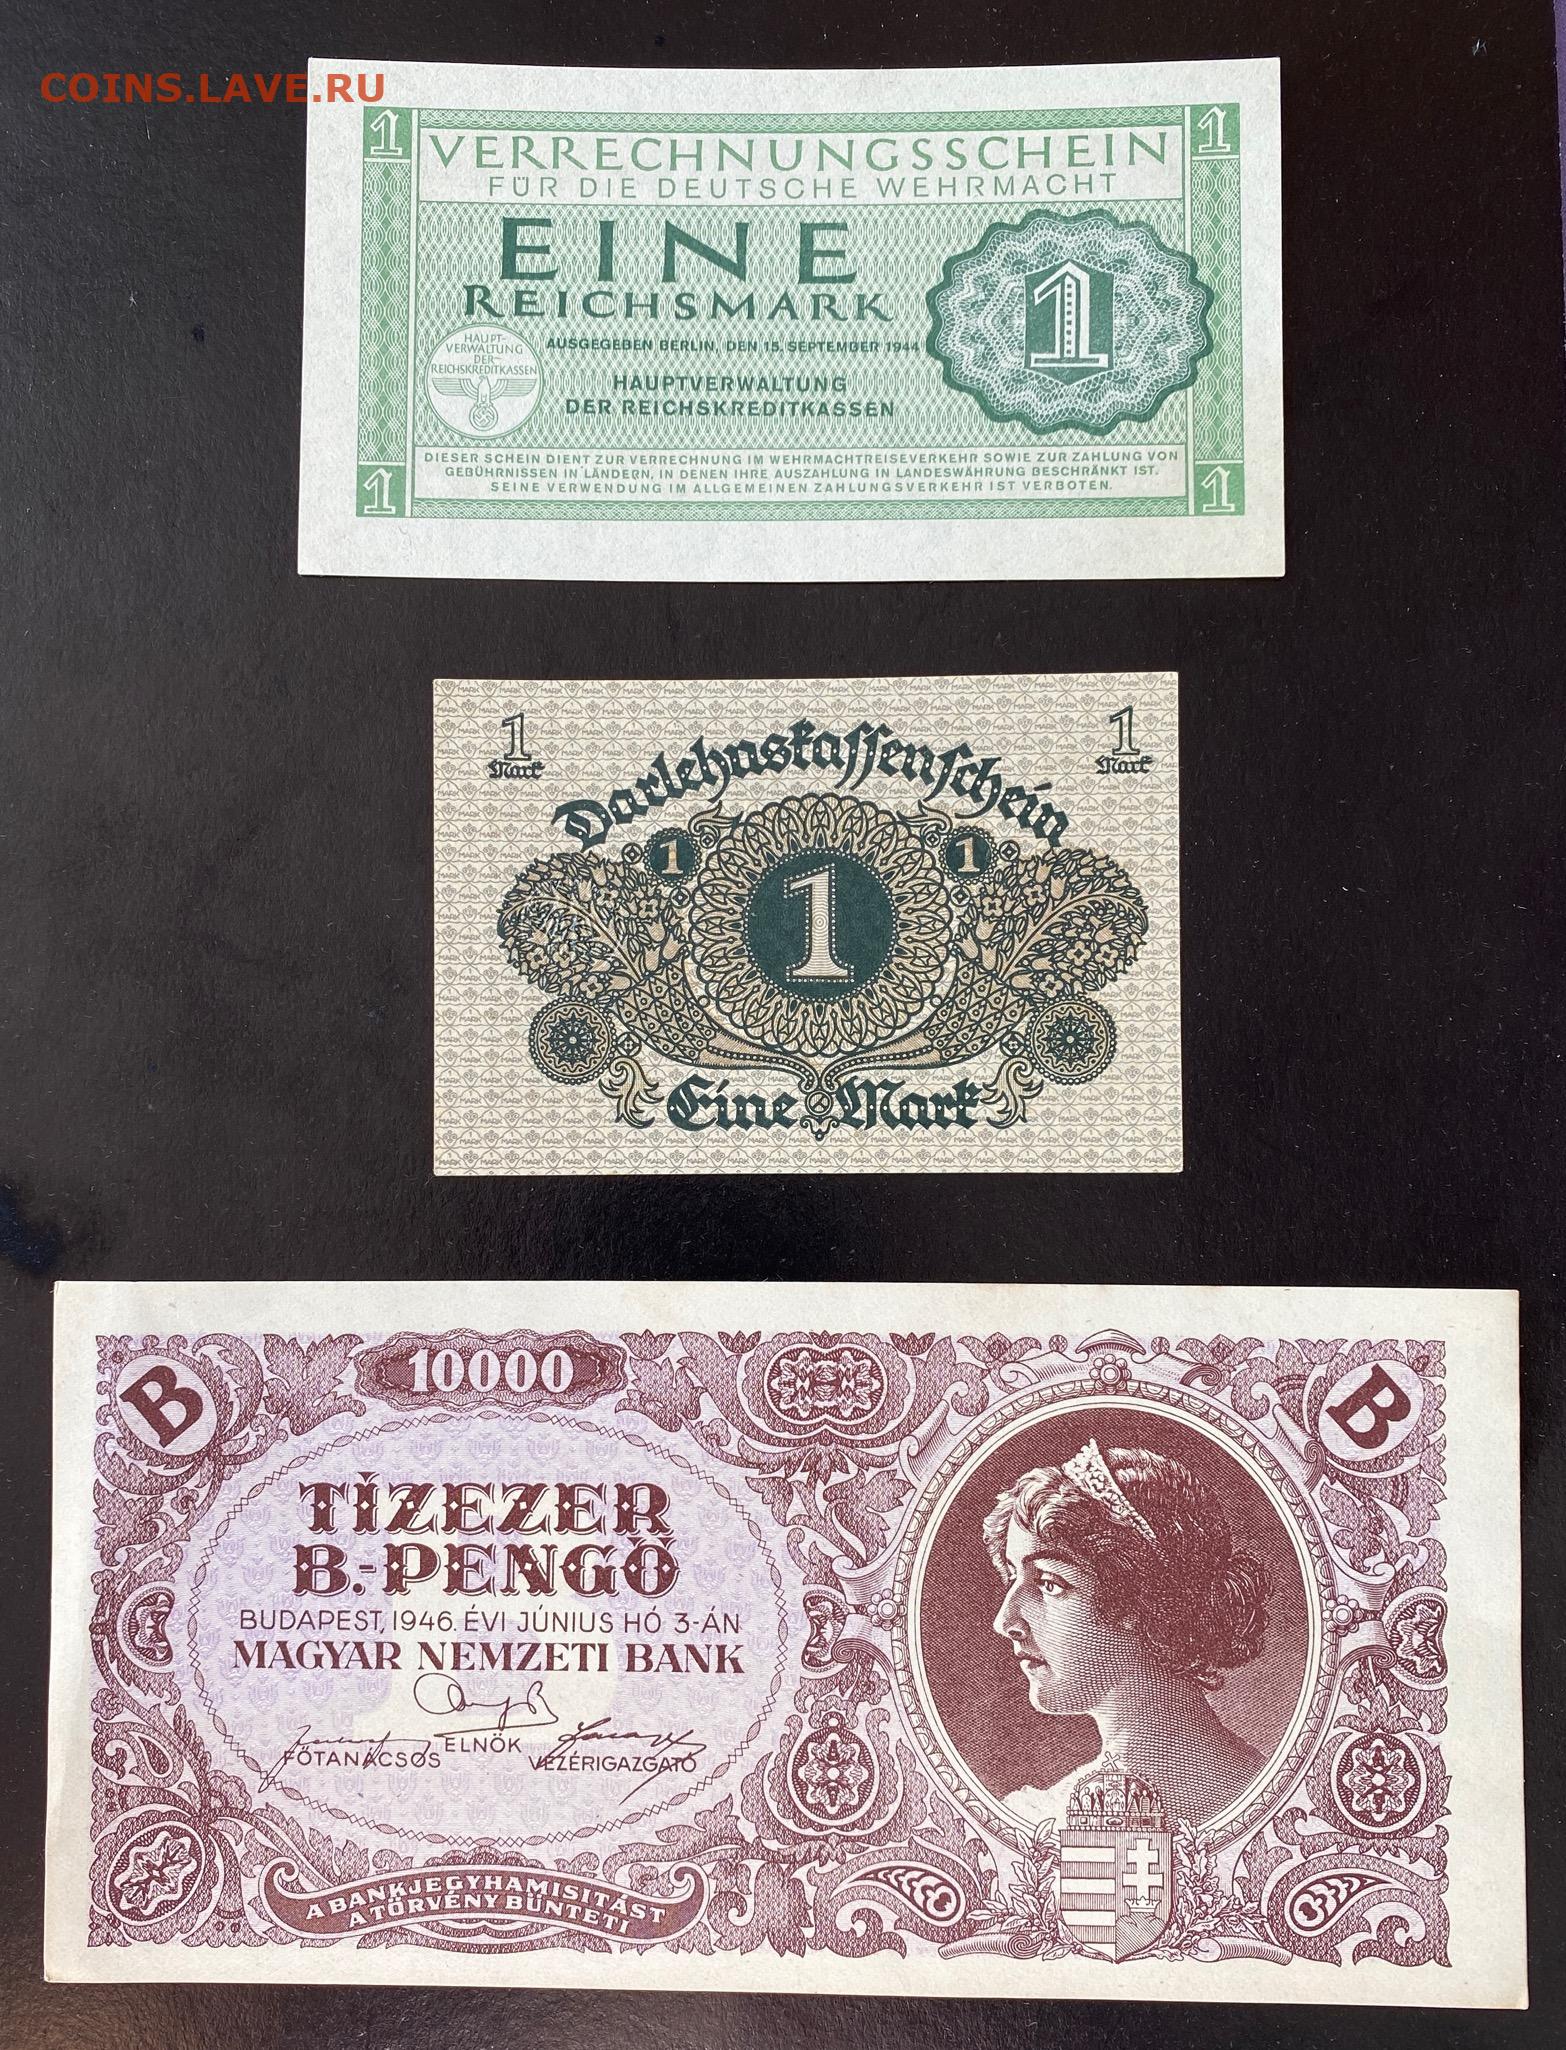 COINS.LAVE.RU
1 1
VERRECHNUNGSSCHEIN
FÜR DIE DEUTSCHE WEHRMACHT
EINE
REICHSMARK
1
HAUPT-
VERWALTUNG
DER
REICHSKREDITKASSEN
AUSGEGEBEN BERLIN, DEN 15. SEPTEMBER 1944
HAUPTVERWALTUNG
DER REICHSKREDITKASSEN
DIESER SCHEIN DIENT ZUR VERRECHNUNG IM WEHRMACHTREISEVERKEHR SOWIE ZUR ZAHLUNG VON
GEBÜHRNISSEN IN LÄNDERN, IN DENEN IHRE AUSZAHLUNG IN LANDESWÄHRUNG BESCHRÄNKT IST.
SEINE VERWENDUNG IM ALLGEMEINEN ZAHLUNGSVERKEHR IST VERBOTEN.
1 1
1 1
Mark Mark
Darlehnskassenschein
1 1
1
Eine Mark
B 10000 B
TÍZEZER
B.-PENGŐ
BUDAPEST, 1946. ÉVI JÚNIUS HÓ 3-ÁN
MAGYAR NEMZETI BANK
FŐTANÁCSOS ELNÖK VEZÉRIGAZGATÓ
A BANKJEGYHAMISITÁST
A TÖRVÉNY BÜNTETI